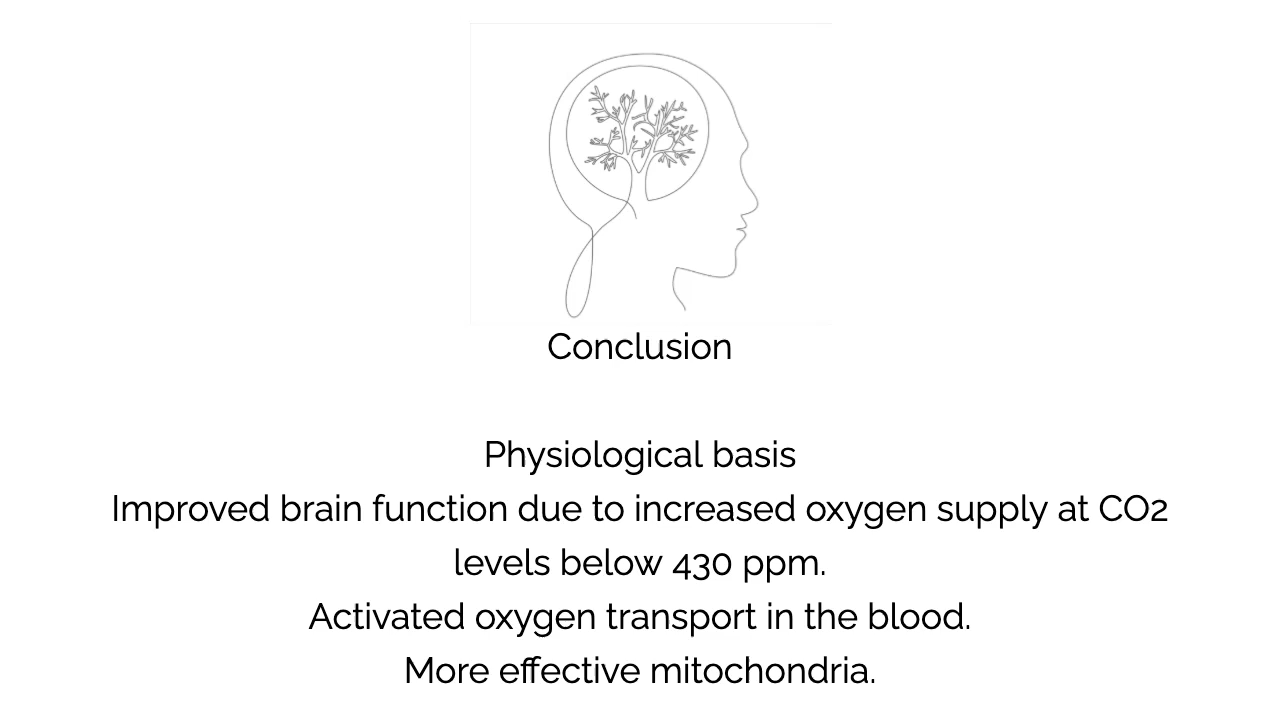 Conclusion
Physiological basis
Improved brain function due to increased oxygen supply at CO2
levels below 430 ppm.
Activated oxygen transport in the blood.
More effective mitochondria.